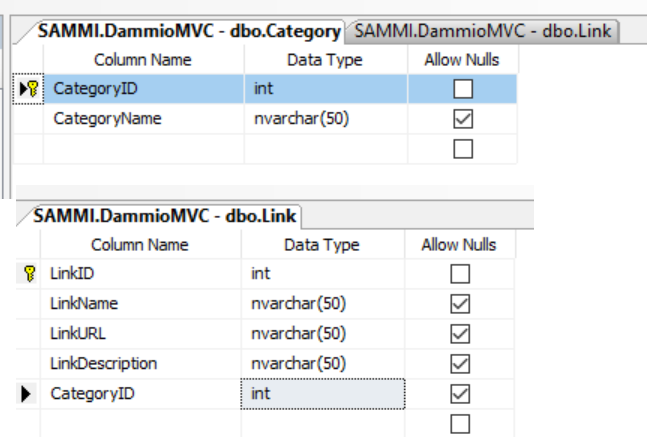 SAMMI.DammioMVC - dbo.Category SAMMI.DammioMVC - dbo.Link
Column Name Data Type Allow Nulls
CategoryID int
CategoryName nvarchar(50)
SAMMI.DammioMVC - dbo.Link
Column Name Data Type Allow Nulls
LinkID int
LinkName nvarchar(50)
LinkURL nvarchar(50)
LinkDescription nvarchar(50)
CategoryID int